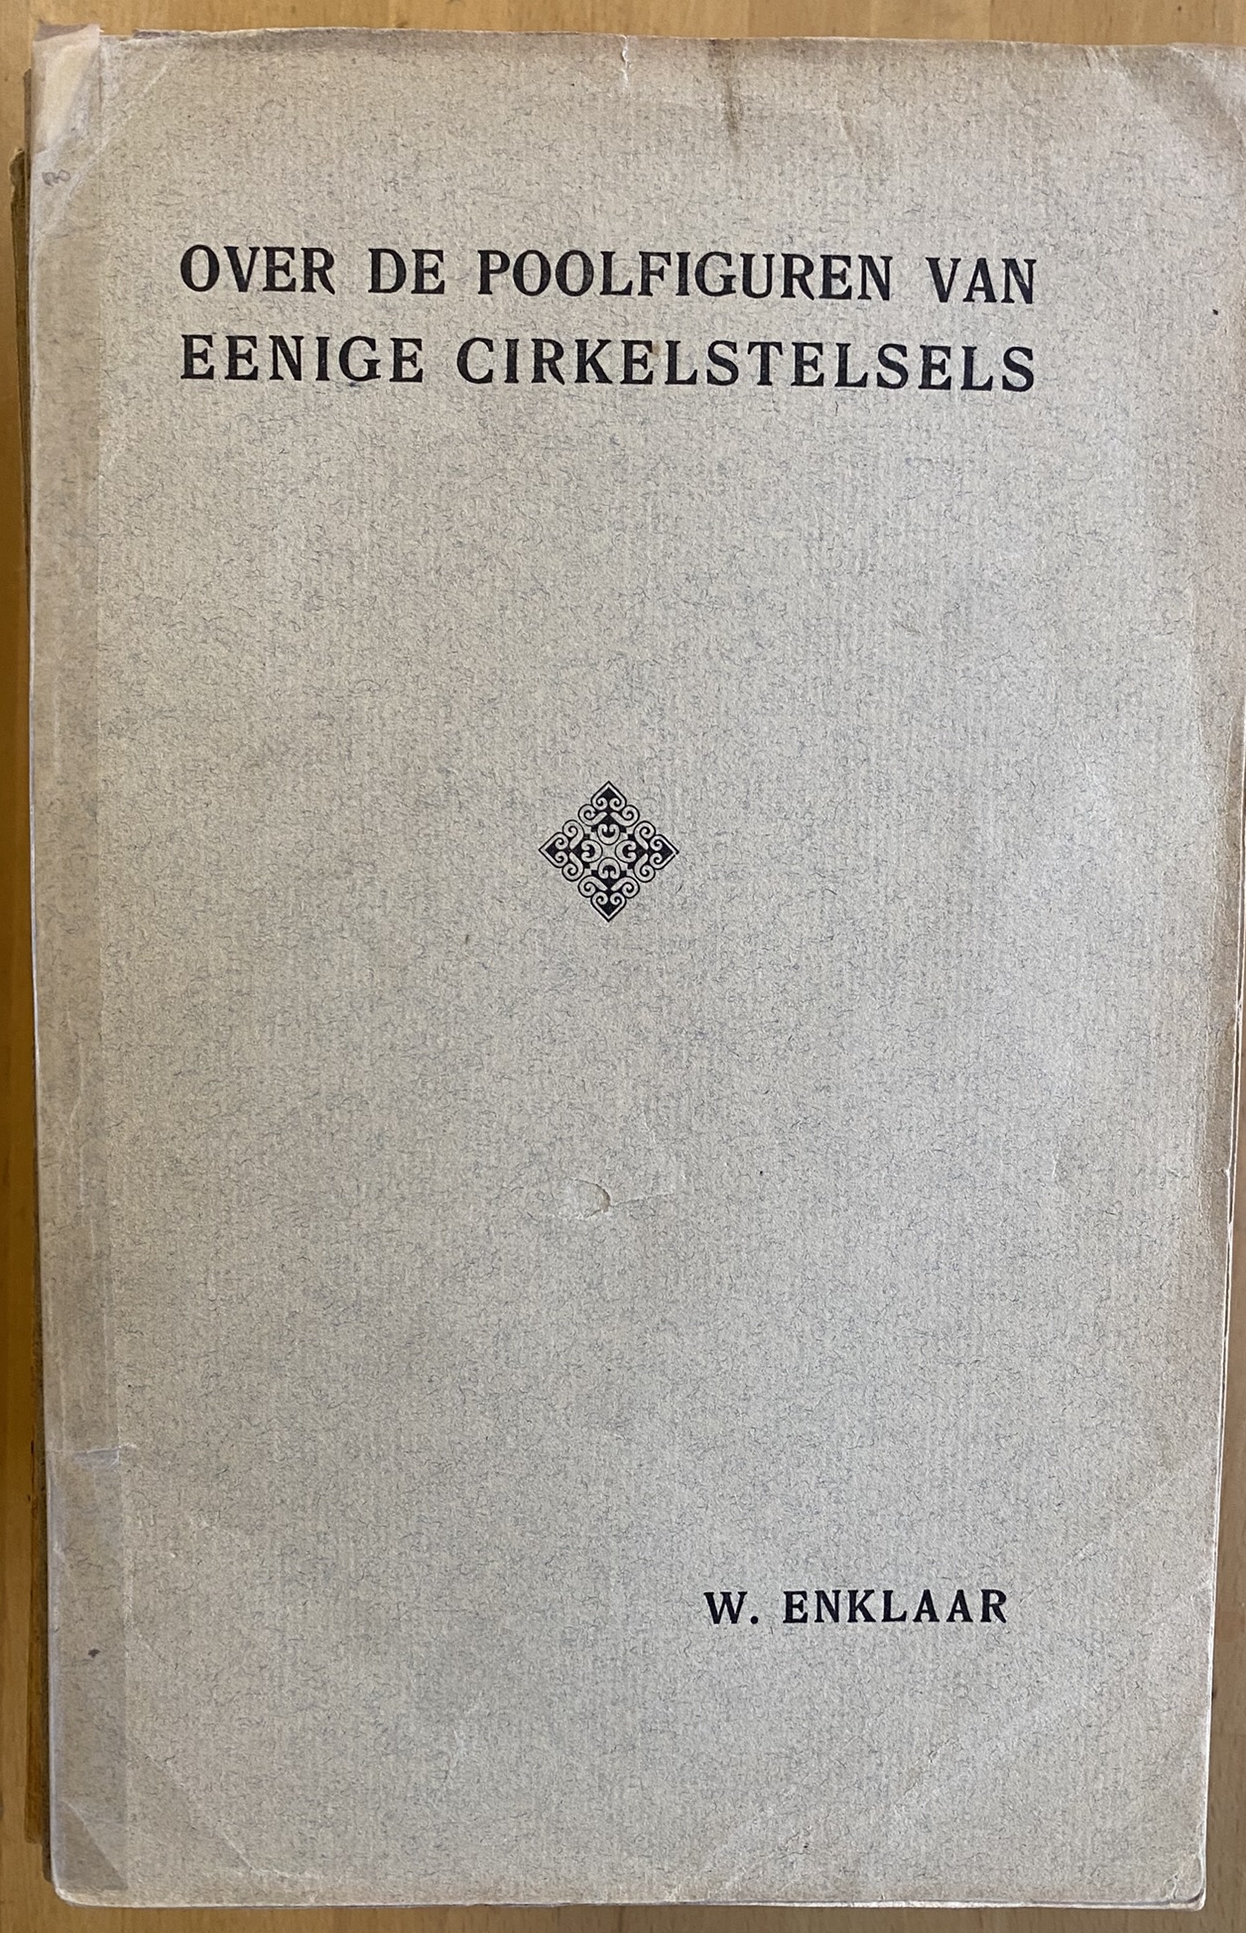 OVER DE POOLFIGUREN VAN
EENIGE CIRKELSTELSELS
W. ENKLAAR